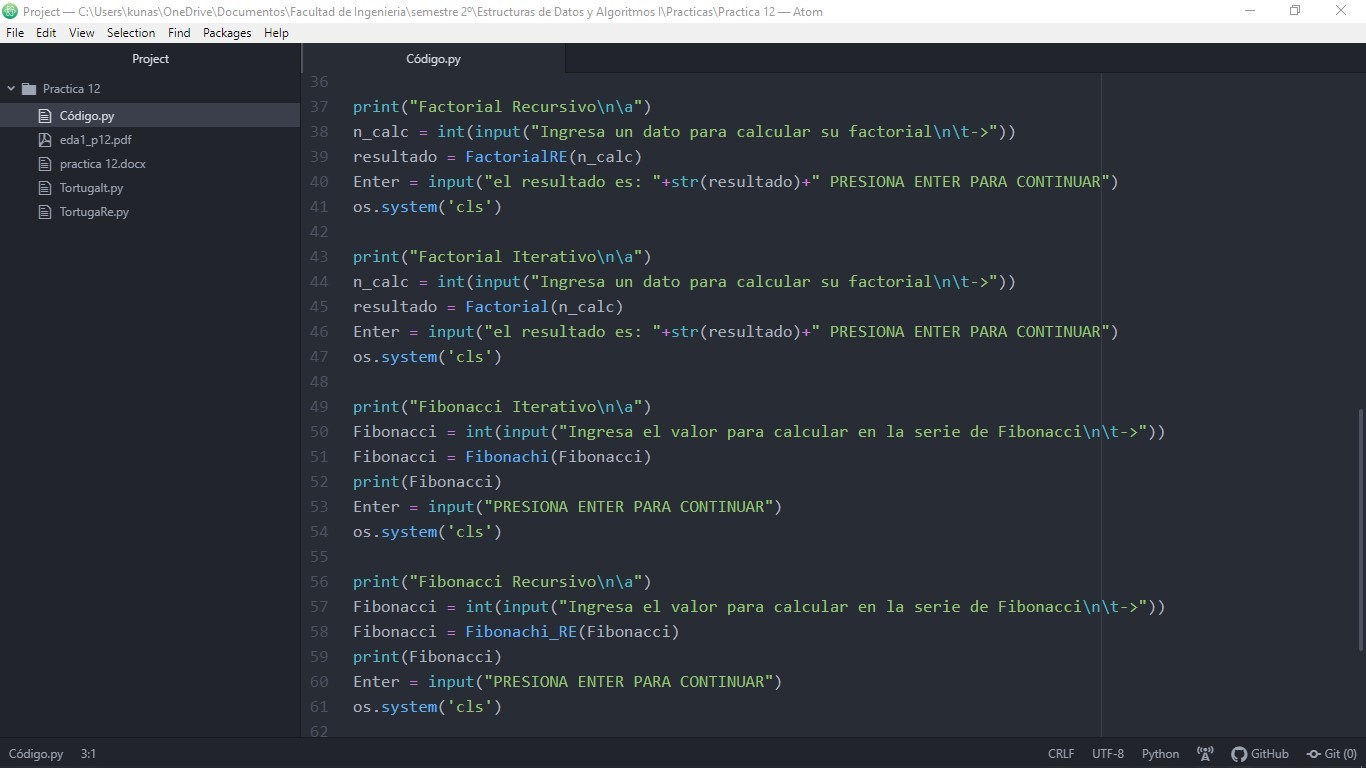 Project — C:\Users\kunas\OneDrive\Documentos\Facultad de Ingenieria\semestre 2º\Estructuras de Datos y Algoritmos I\Practicas\Practica 12 — Atom
File Edit View Selection Find Packages Help
Project
Código.py
Practica 12
Código.py
eda1_p12.pdf
practica 12.docx
TortugaIt.py
TortugaRe.py
36
37 print("Factorial Recursivo\n\a")
38 n_calc = int(input("Ingresa un dato para calcular su factorial\n\t->"))
39 resultado = FactorialRE(n_calc)
40 Enter = input("el resultado es: "+str(resultado)+" PRESIONA ENTER PARA CONTINUAR")
41 os.system('cls')
42
43 print("Factorial Iterativo\n\a")
44 n_calc = int(input("Ingresa un dato para calcular su factorial\n\t->"))
45 resultado = Factorial(n_calc)
46 Enter = input("el resultado es: "+str(resultado)+" PRESIONA ENTER PARA CONTINUAR")
47 os.system('cls')
48
49 print("Fibonacci Iterativo\n\a")
50 Fibonacci = int(input("Ingresa el valor para calcular en la serie de Fibonacci\n\t->"))
51 Fibonacci = Fibonachi(Fibonacci)
52 print(Fibonacci)
53 Enter = input("PRESIONA ENTER PARA CONTINUAR")
54 os.system('cls')
55
56 print("Fibonacci Recursivo\n\a")
57 Fibonacci = int(input("Ingresa el valor para calcular en la serie de Fibonacci\n\t->"))
58 Fibonacci = Fibonachi_RE(Fibonacci)
59 print(Fibonacci)
60 Enter = input("PRESIONA ENTER PARA CONTINUAR")
61 os.system('cls')
62
Código.py 3:1 CRLF UTF-8 Python GitHub Git (0)